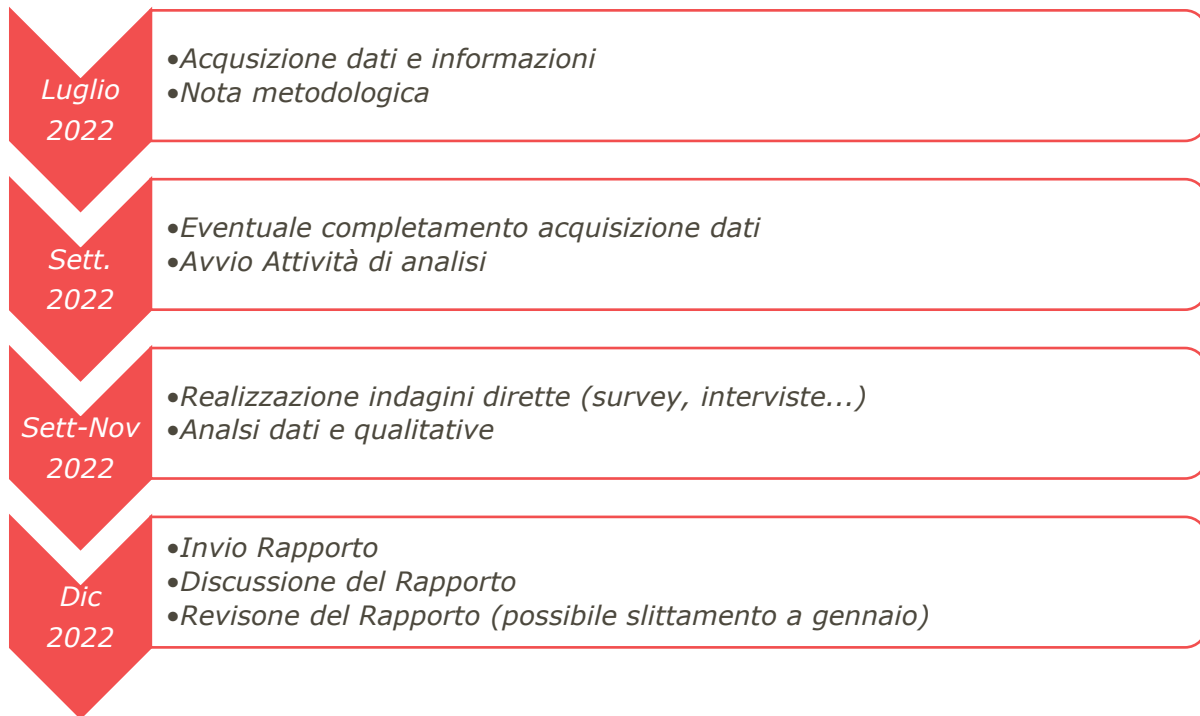 Luglio
2022
•Acqusizione dati e informazioni
•Nota metodologica
Sett.
2022
•Eventuale completamento acquisizione dati
•Avvio Attività di analisi
Sett-Nov
2022
•Realizzazione indagini dirette (survey, interviste...)
•Analsi dati e qualitative
Dic
2022
•Invio Rapporto
•Discussione del Rapporto
•Revisone del Rapporto (possibile slittamento a gennaio)